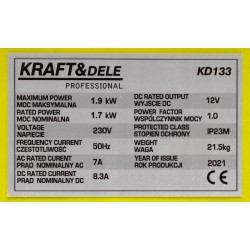 KRAFT&DELE
PROFESSIONAL
KD133
MAXIMUM POWER
MOC MAKSYMALNA
1.9 kW
RATED POWER
MOC NOMINALNA
1.7 kW
VOLTAGE
NAPIĘCIE
230V
FREQUENCY CURRENT
CZĘSTOTLIWOŚĆ
50Hz
AC RATED CURENT
AC PRĄD NOMINALNY
7A
DC RATED CURRENT
DC PRĄD NOMINALNY
8.3A
DC RATED OUTPUT
WYJŚCIE DC
12V
POWER FACTOR
WSPÓŁCZYNNIK MOCY
1.0
PROTECTED CLASS
STOPIEŃ OCHRONY
IP23M
WEIGHT
WAGA
21.5kg
YEAR OF ISSUE
ROK PRODUKCJI
2021
CE